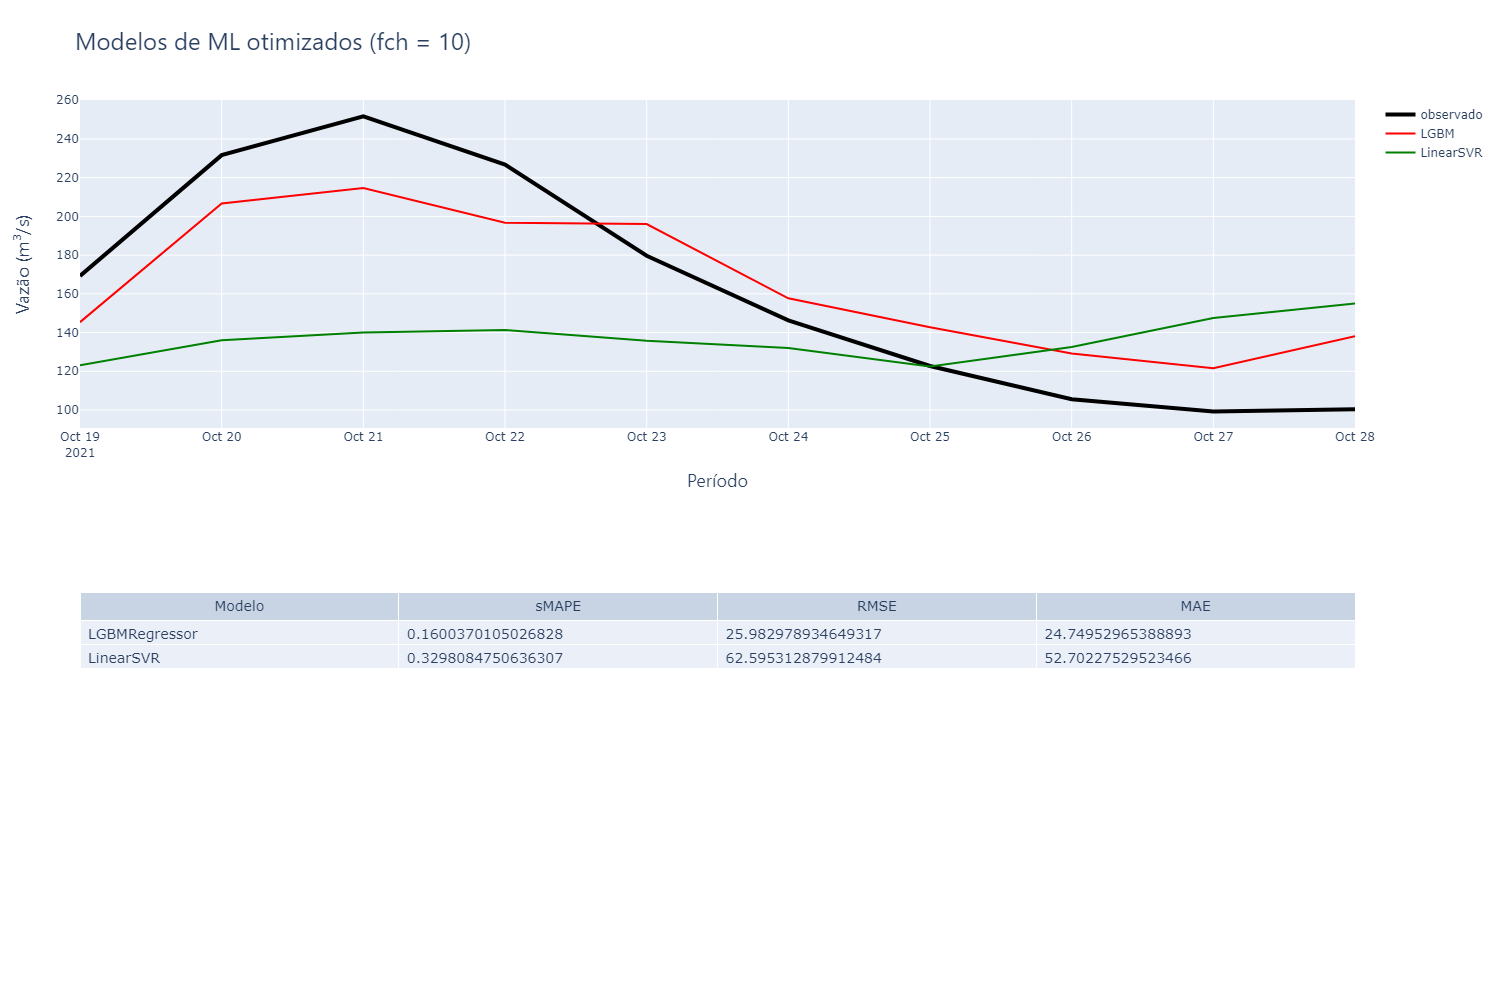 Modelos de ML otimizados (fch = 10)
observado
LGBM
LinearSVR
Vazão (m³/s)
260
240
220
200
180
160
140
120
100
Oct 19 Oct 20 Oct 21 Oct 22 Oct 23 Oct 24 Oct 25 Oct 26 Oct 27 Oct 28
2021
Período
Modelo sMAPE RMSE MAE
LGBMRegressor 0.1600370105026828 25.982978934649317 24.74952965388893
LinearSVR 0.3298084750636307 62.595312879912484 52.70227529523466